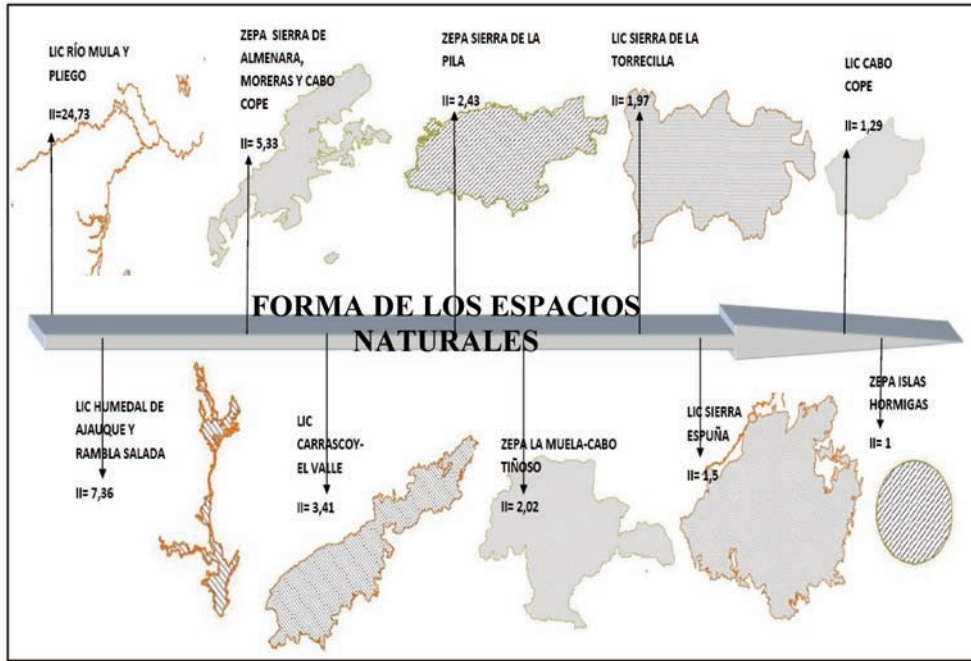 LIC RÍO MULA Y
PLIEGO
II=24,73
ZEPA SIERRA DE
ALMENARA,
MORERAS Y CABO
COPE
II= 5,33
ZEPA SIERRA DE LA
PILA
II= 2,43
LIC SIERRA DE LA
TORRECILLA
II= 1,97
LIC CABO
COPE
II= 1,29
FORMA DE LOS ESPACIOS
NATURALES
LIC HUMEDAL DE
AJAUQUE Y
RAMBLA SALADA
II= 7,36
LIC
CARRASCOY-
EL VALLE
II= 3,41
ZEPA LA MUELA-CABO
TIÑOSO
II= 2,02
LIC SIERRA
ESPUÑA
II= 1,5
ZEPA ISLAS
HORMIGAS
II= 1